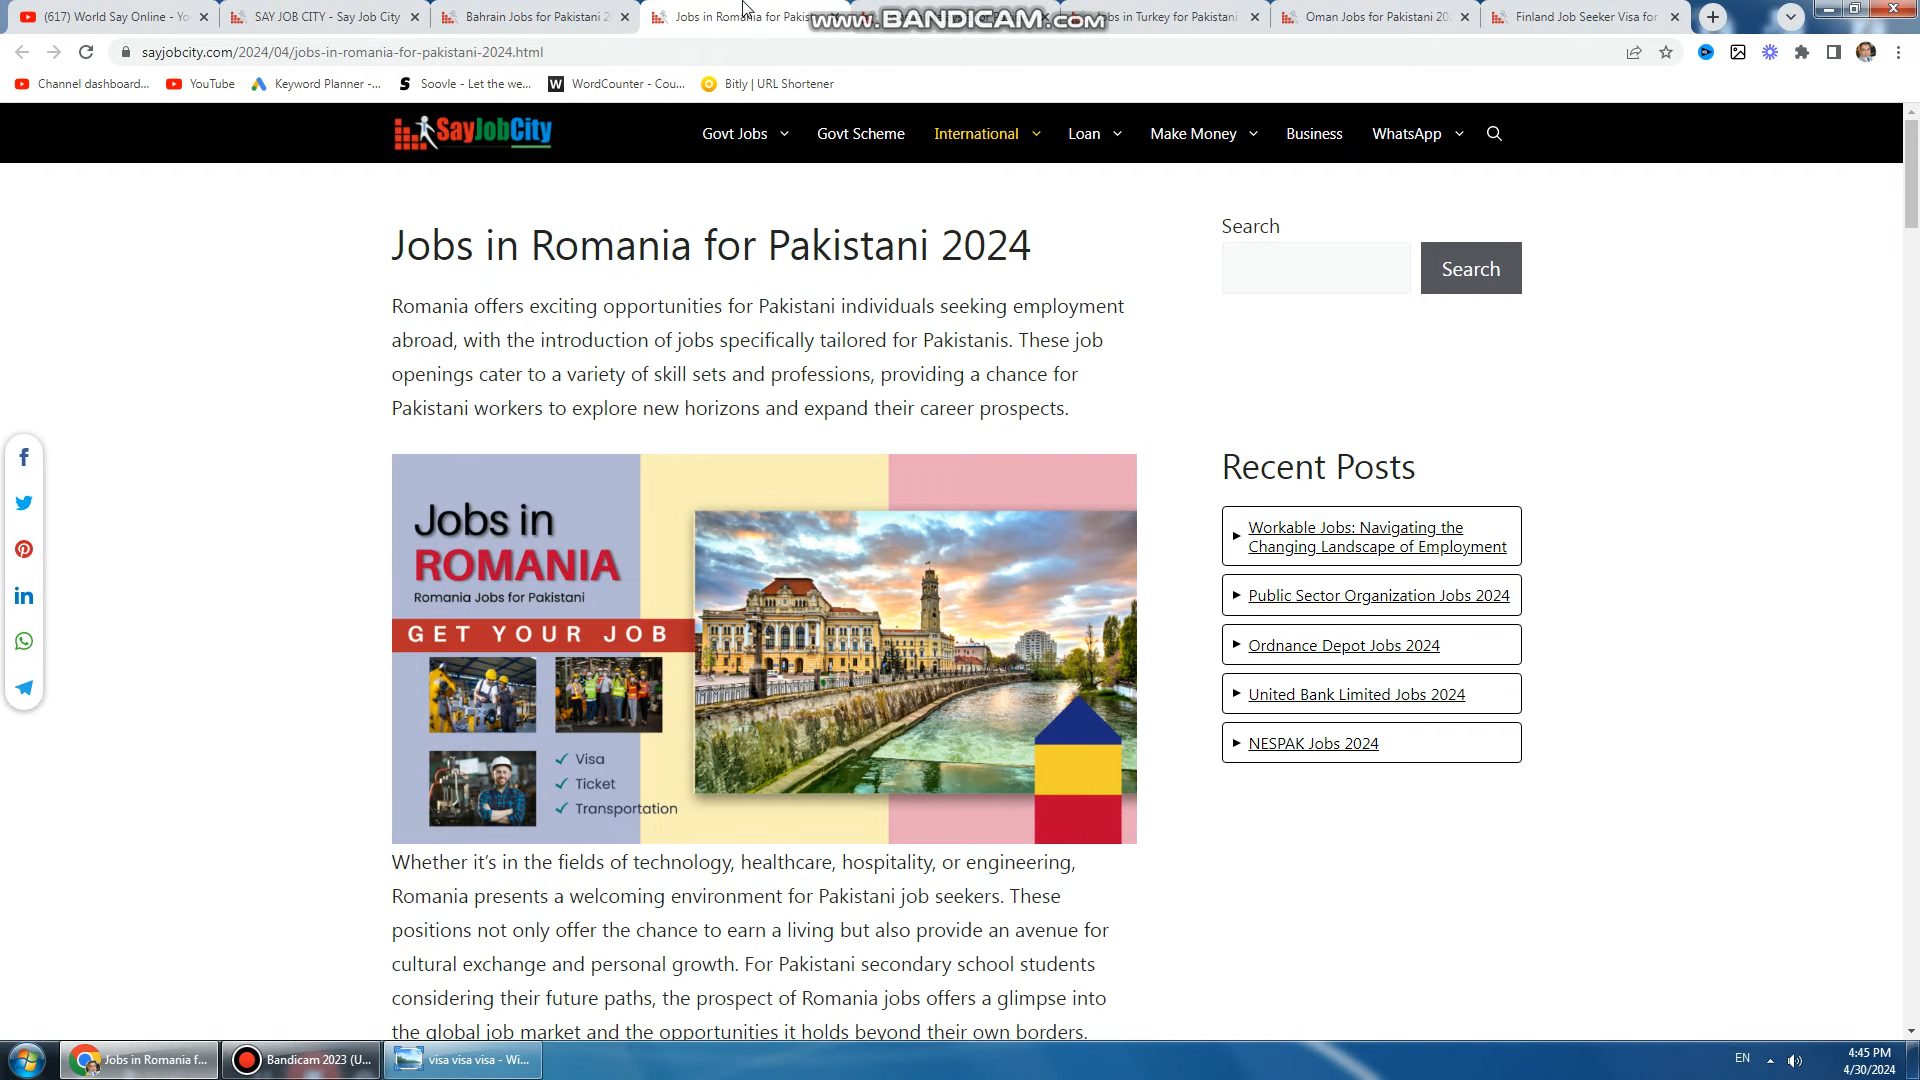 (617) World Say Online - Yo
SAY JOB CITY - Say Job City
Bahrain Jobs for Pakistani 2
Jobs in Romania for Pakis
www.BANDICAM.com
bs in Turkey for Pakistani
Oman Jobs for Pakistani 20
Finland Job Seeker Visa for
sayjobcity.com/2024/04/jobs-in-romania-for-pakistani-2024.html
Channel dashboard...
YouTube
Keyword Planner -...
Soovle - Let the we...
WordCounter - Cou...
Bitly | URL Shortener
SayJobCity
Govt Jobs
Govt Scheme
International
Loan
Make Money
Business
WhatsApp
Jobs in Romania for Pakistani 2024
Romania offers exciting opportunities for Pakistani individuals seeking employment
abroad, with the introduction of jobs specifically tailored for Pakistanis. These job
openings cater to a variety of skill sets and professions, providing a chance for
Pakistani workers to explore new horizons and expand their career prospects.
Jobs in
ROMANIA
Romania Jobs for Pakistani
GET YOUR JOB
Visa
Ticket
Transportation
Whether it's in the fields of technology, healthcare, hospitality, or engineering,
Romania presents a welcoming environment for Pakistani job seekers. These
positions not only offer the chance to earn a living but also provide an avenue for
cultural exchange and personal growth. For Pakistani secondary school students
considering their future paths, the prospect of Romania jobs offers a glimpse into
the global job market and the opportunities it holds beyond their own borders.
Search
Search
Recent Posts
Workable Jobs: Navigating the
Changing Landscape of Employment
Public Sector Organization Jobs 2024
Ordnance Depot Jobs 2024
United Bank Limited Jobs 2024
NESPAK Jobs 2024
Jobs in Romania f...
Bandicam 2023 (U...
visa visa visa - Wi...
EN
4:45 PM
4/30/2024